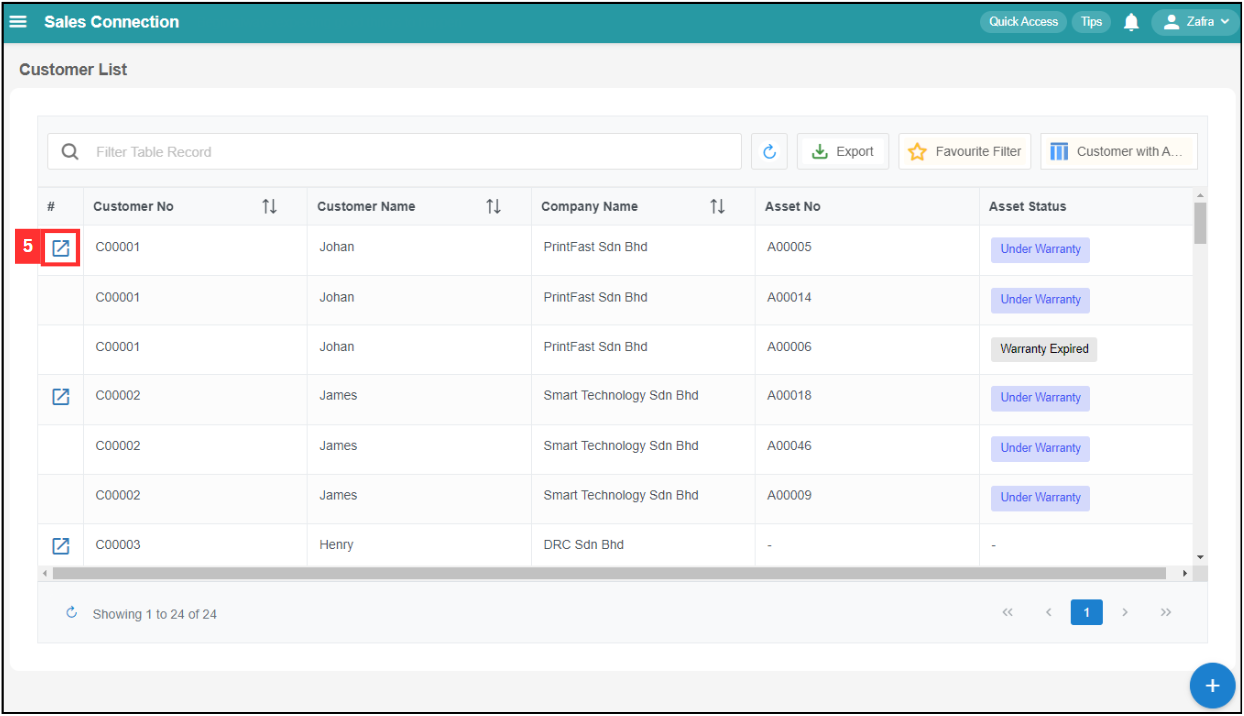 Sales Connection Quick Access Tips Zafra
Customer List
Filter Table Record Export Favourite Filter Customer with A...
# Customer No Customer Name Company Name Asset No Asset Status
5 C00001 Johan PrintFast Sdn Bhd A00005 Under Warranty
C00001 Johan PrintFast Sdn Bhd A00014 Under Warranty
C00001 Johan PrintFast Sdn Bhd A00006 Warranty Expired
C00002 James Smart Technology Sdn Bhd A00018 Under Warranty
C00002 James Smart Technology Sdn Bhd A00046 Under Warranty
C00002 James Smart Technology Sdn Bhd A00009 Under Warranty
C00003 Henry DRC Sdn Bhd - -
Showing 1 to 24 of 24 << < 1 > >>
+